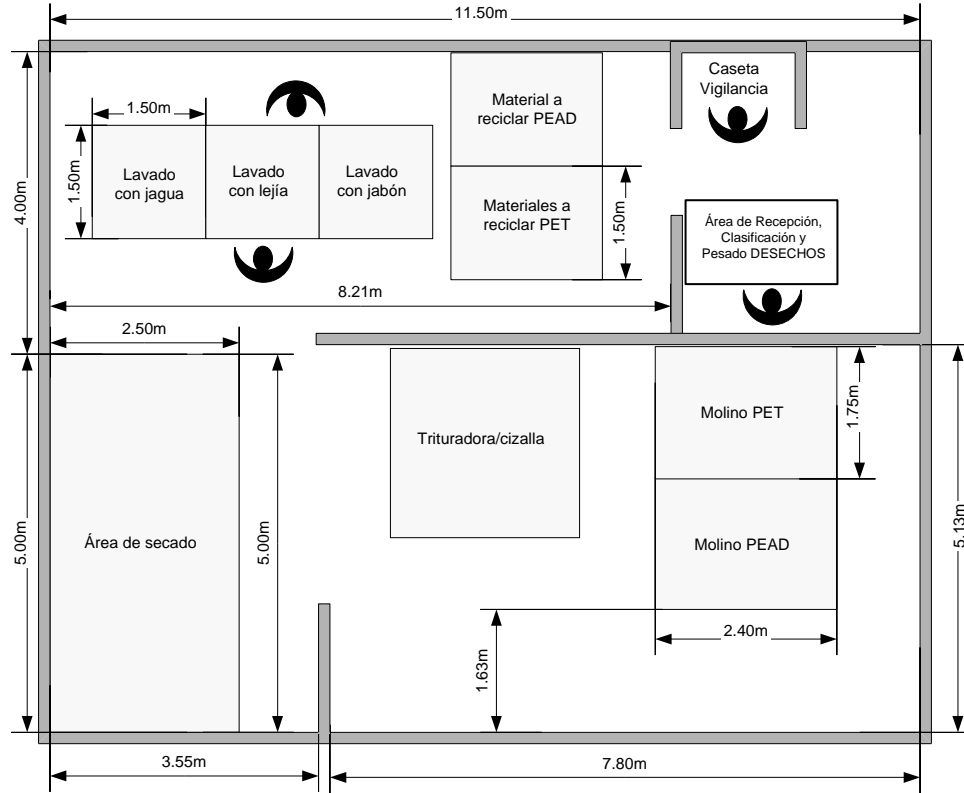 11.50m
Caseta
Vigilancia
1.50m
Material a
reciclar PEAD
1.50m
4.00m
Lavado
con jagua
Lavado
con lejía
Lavado
con jabón
Materiales a
reciclar PET
1.50m
Área de Recepción,
Clasificación y
Pesado DESECHOS
8.21m
2.50m
Trituradora/cizalla
Molino PET
1.75m
5.00m
Área de secado
5.00m
Molino PEAD
5.13m
2.40m
1.63m
3.55m
7.80m